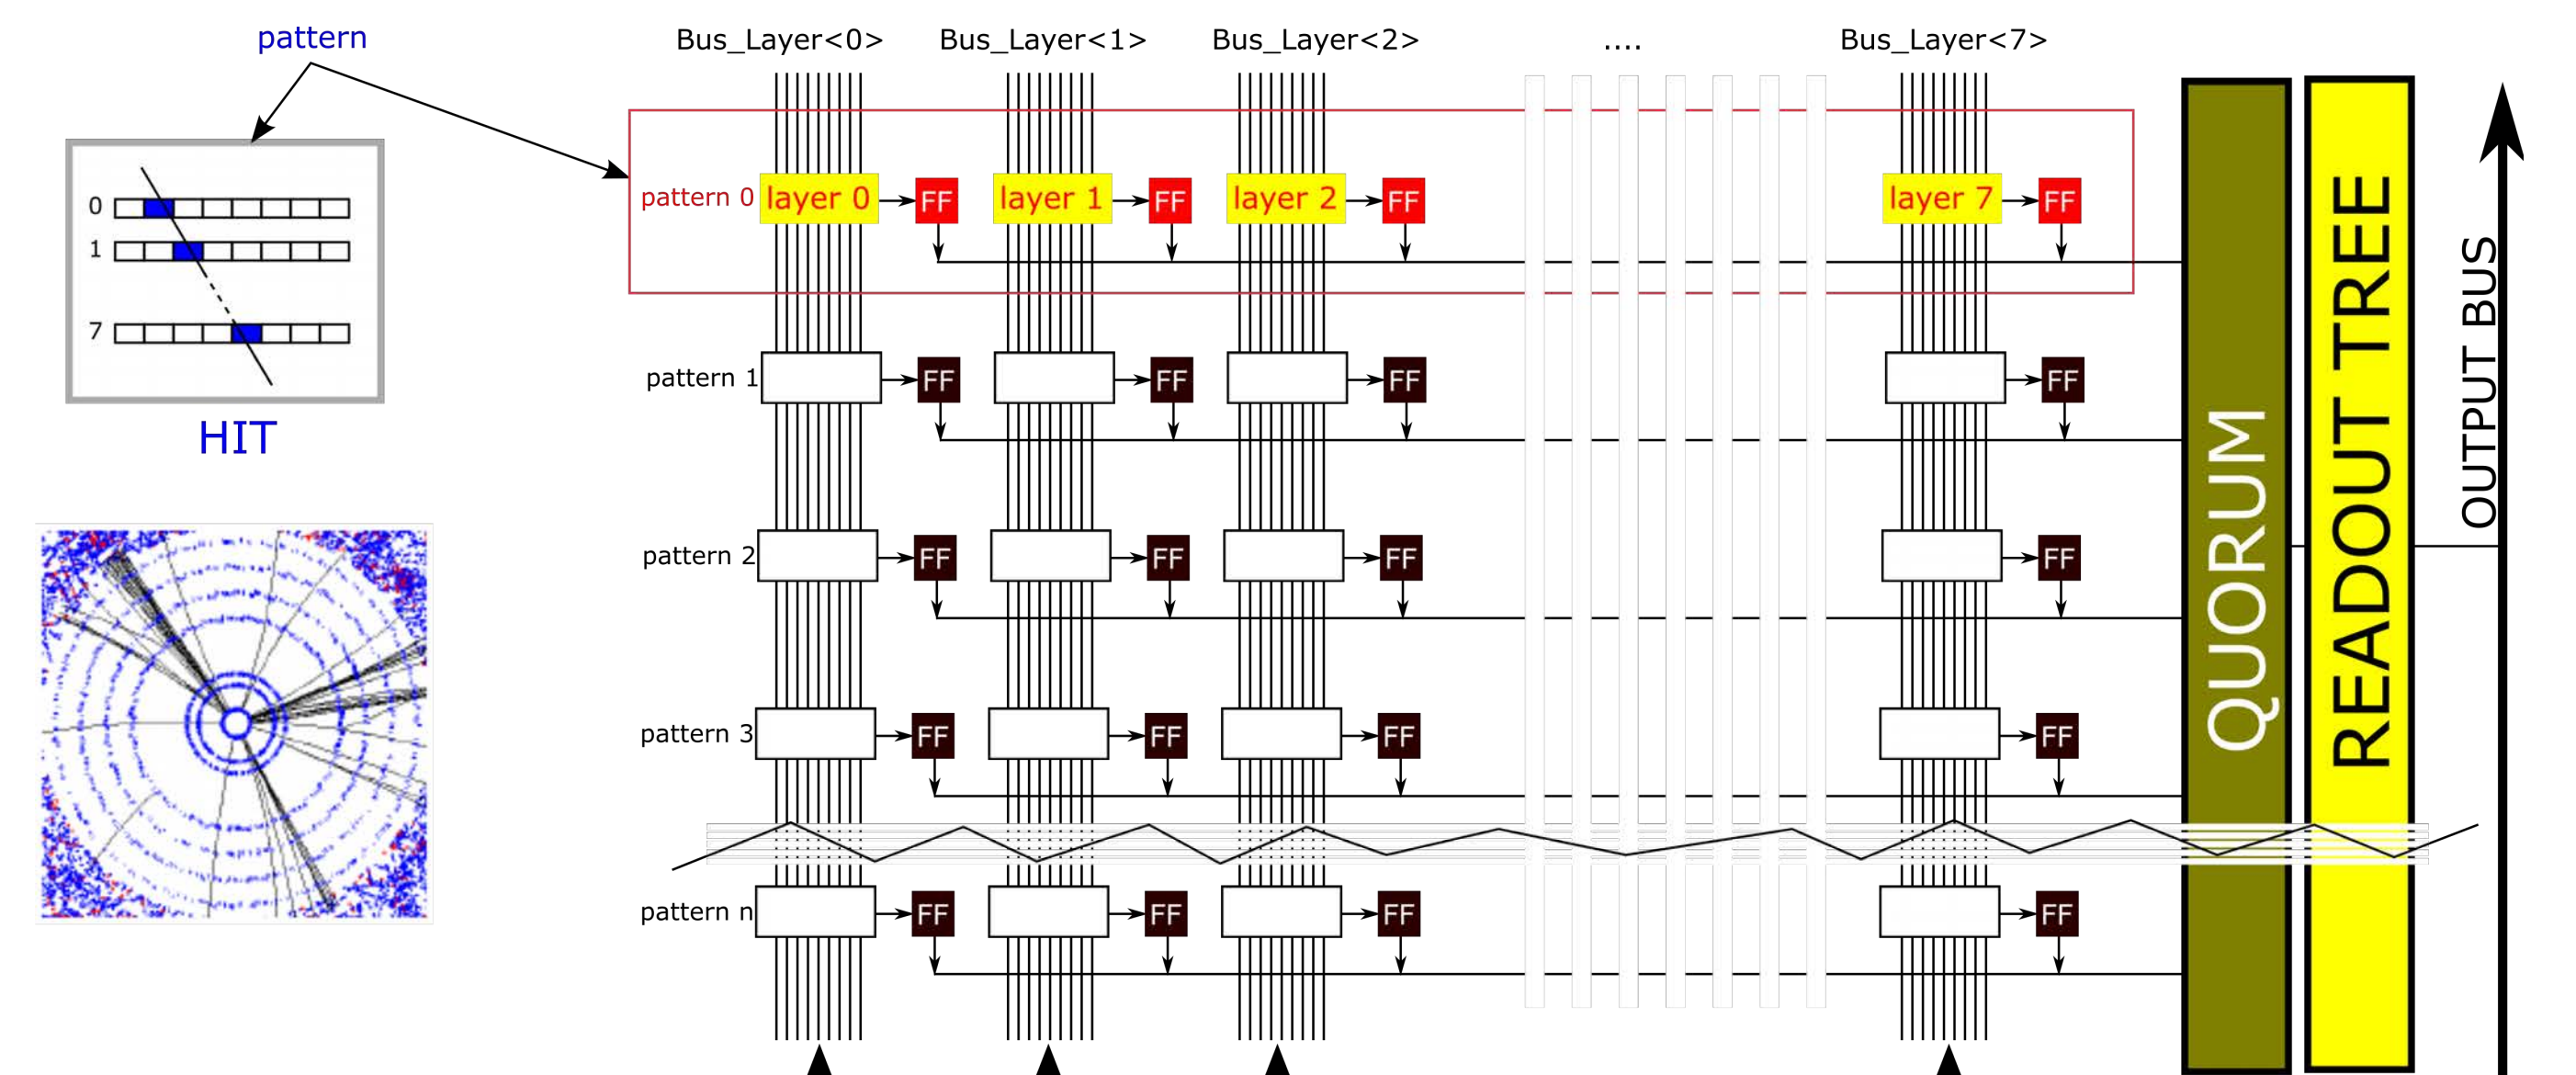 pattern
0
1
7
HIT
Bus_Layer<0> Bus_Layer<1> Bus_Layer<2> .... Bus_Layer<7>
pattern 0 layer 0 FF layer 1 FF layer 2 FF layer 7 FF
pattern 1 FF FF FF FF
pattern 2 FF FF FF FF
pattern 3 FF FF FF FF
pattern n FF FF FF FF
QUORUM
READOUT TREE
OUTPUT BUS